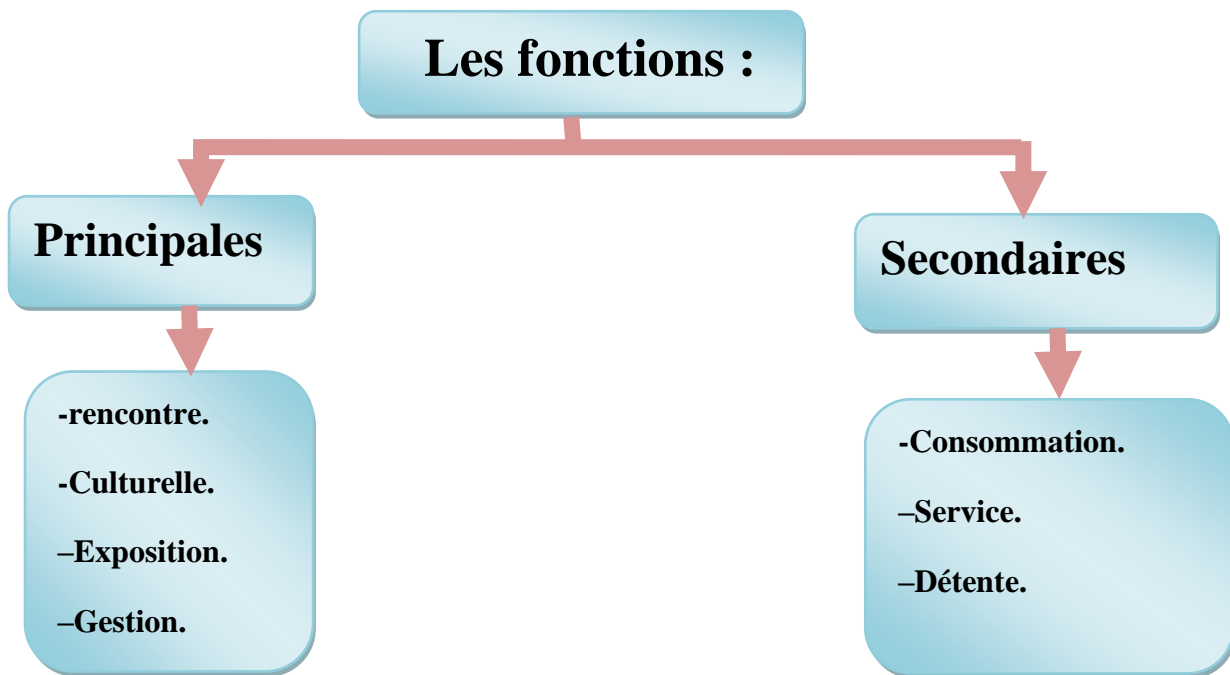 Les fonctions :
Principales
Secondaires
-rencontre.
-Culturelle.
–Exposition.
–Gestion.
-Consommation.
–Service.
–Détente.